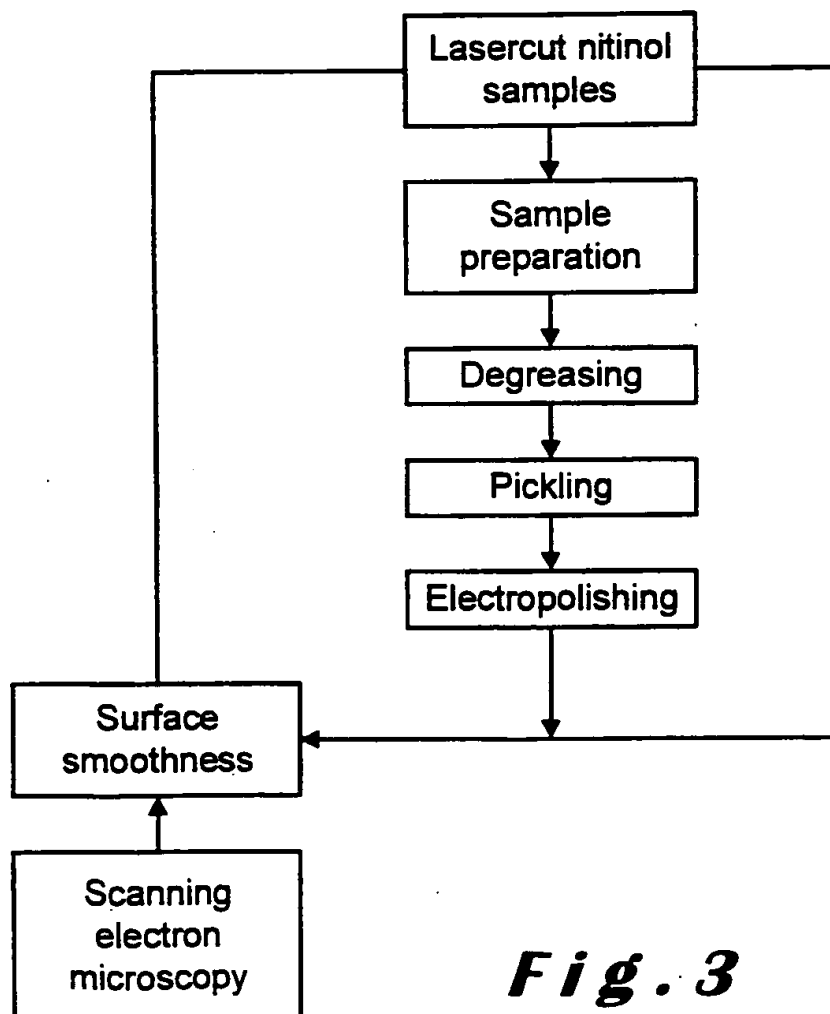 Lasercut nitinol
samples
Sample
preparation
Degreasing
Pickling
Electropolishing
Surface
smoothness
Scanning
electron
microscopy
Fig. 3